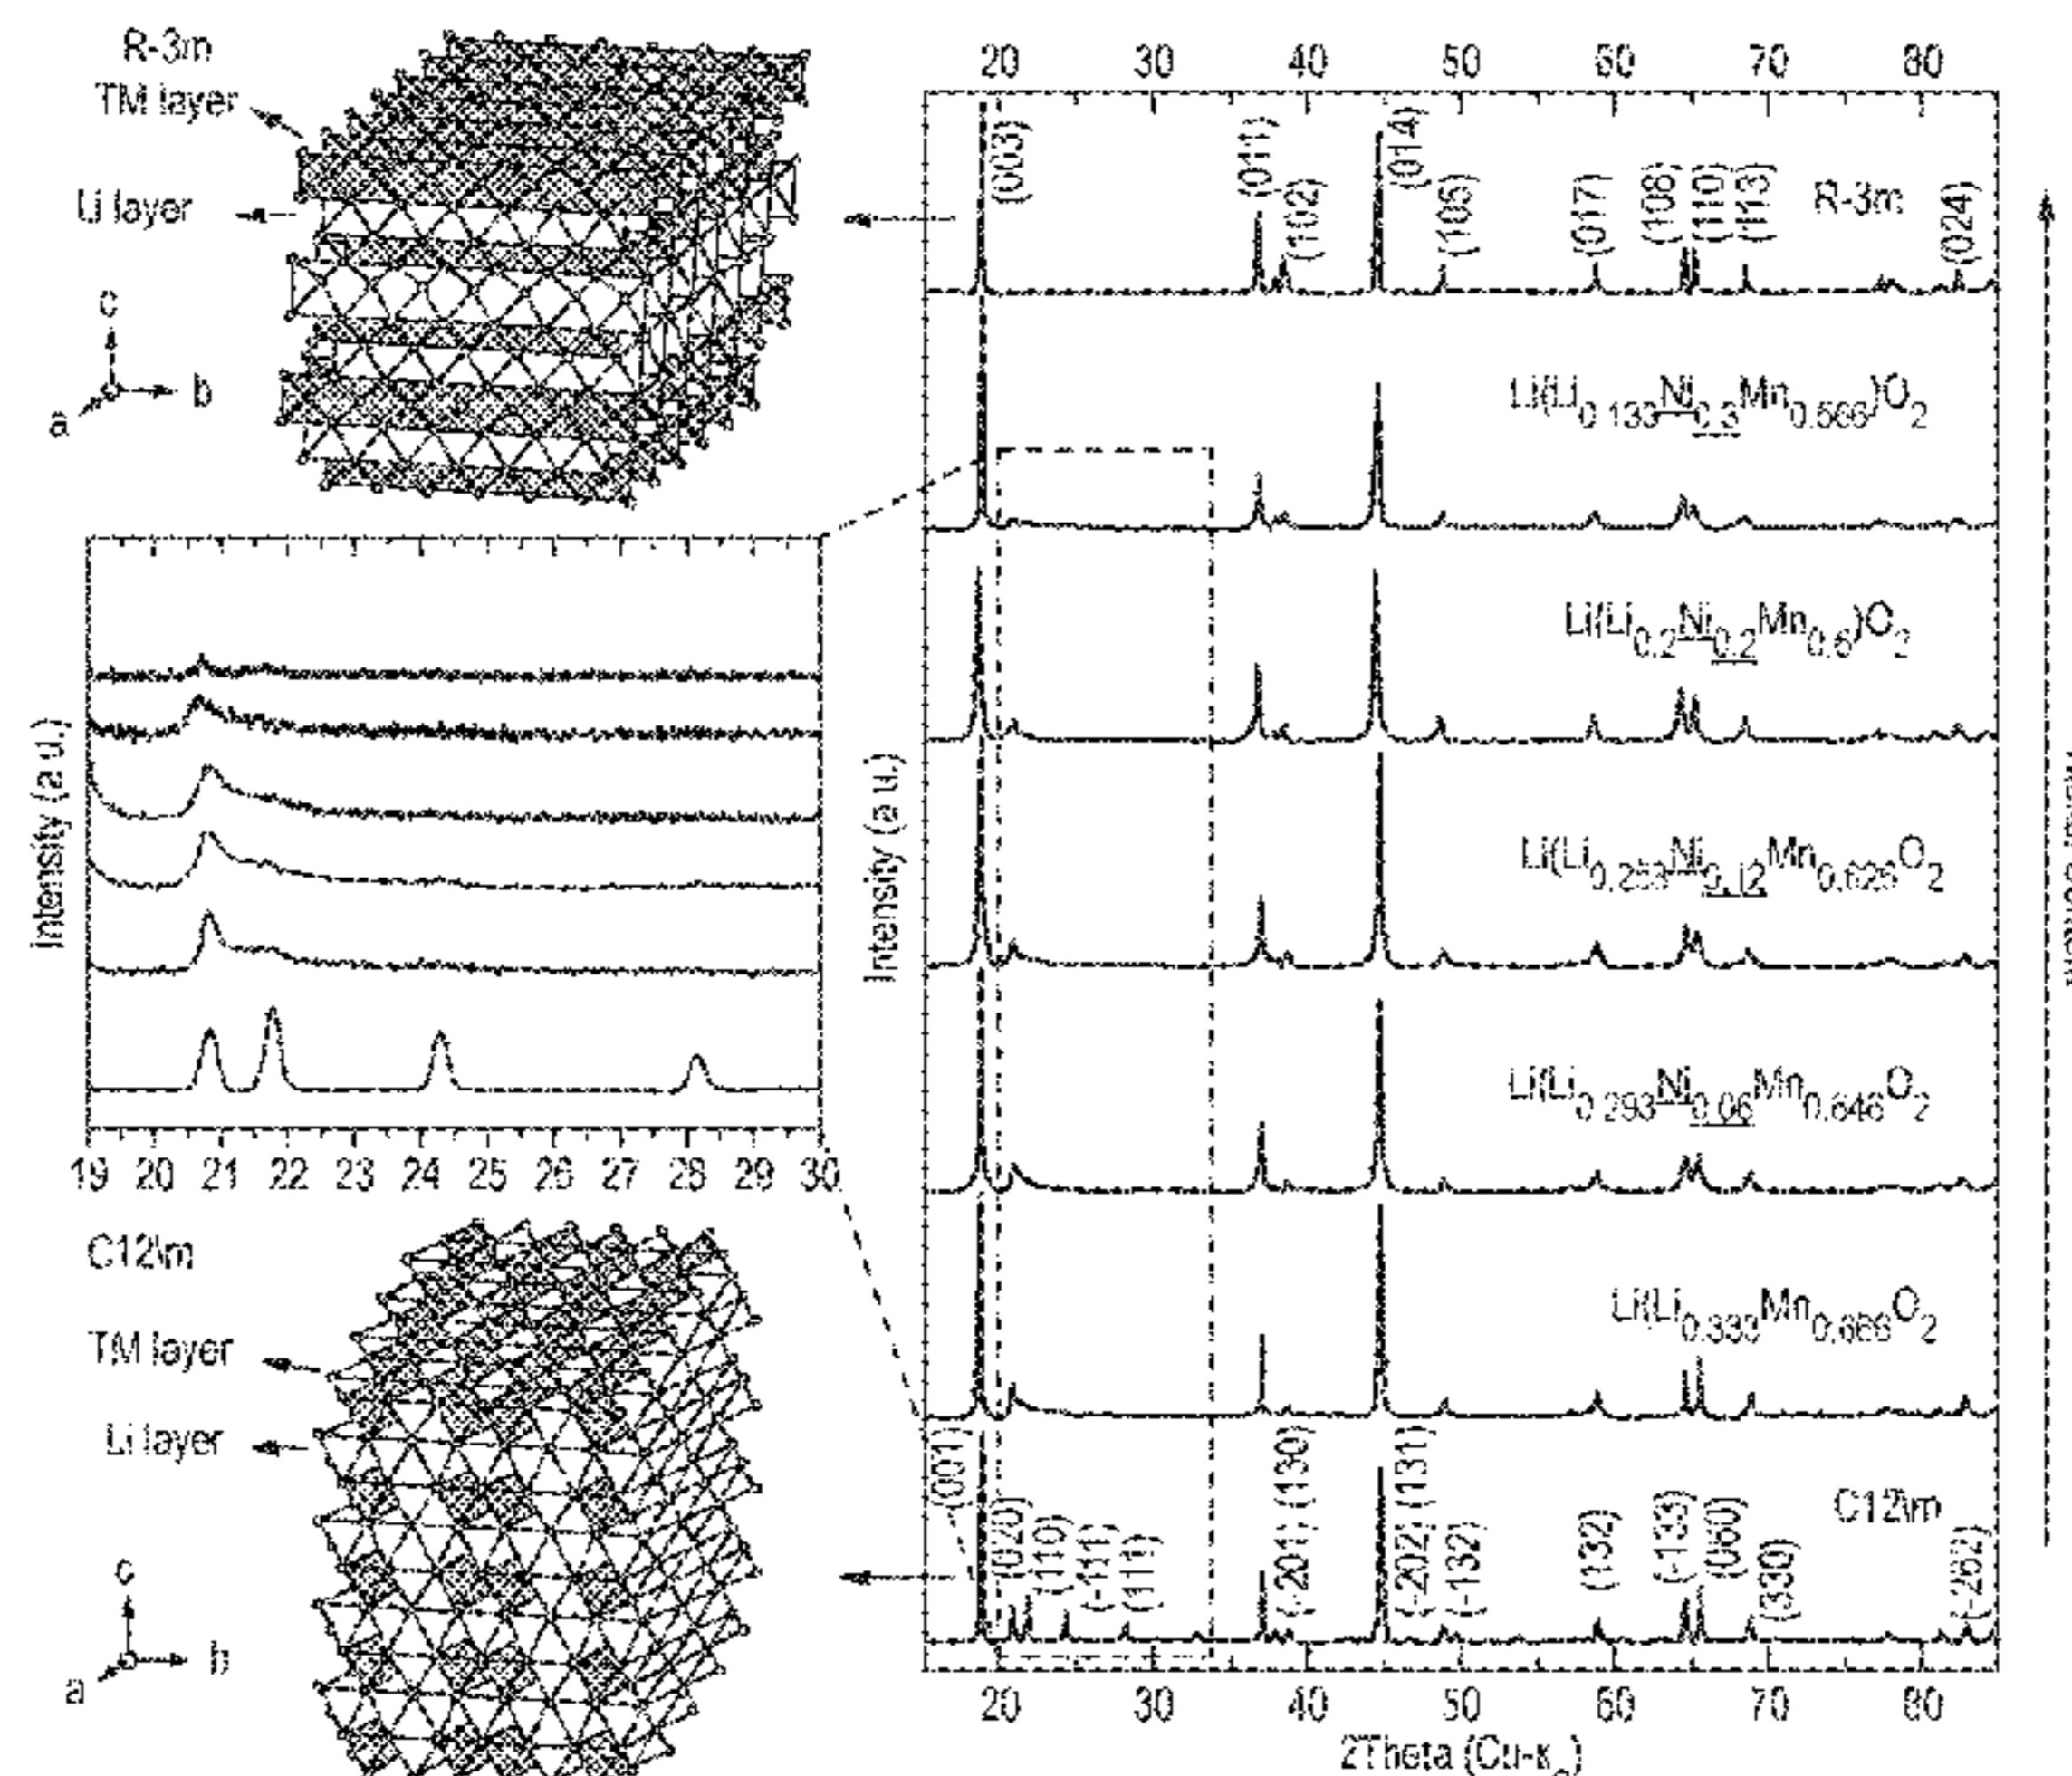 R-3m
TM layer
Li layer
c
b
a
Intensity (a.u.)
19 20 21 22 23 24 25 26 27 28 29 30
C12\m
TM layer
Li layer
c
b
a
20 30 40 50 60 70 80
(003) (011) (102) (014) (105) (017) (108) (110) (113) (024)
R-3m
Li(Li0.133Ni0.3Mn0.566)O2
Li(Li0.2Ni0.2Mn0.6)O2
Li(Li0.253Ni0.12Mn0.626O2
Li(Li0.293Ni0.06Mn0.646O2
Li(Li0.333Mn0.666O2
C12\m
(001) (020) (110) (-111) (111) (-201) (130) (-202) (131) (-132) (132) (-133) (060) (330) (-262)
Intensity (a.u.)
20 30 40 50 60 70 80
2Theta (Cu-κα)